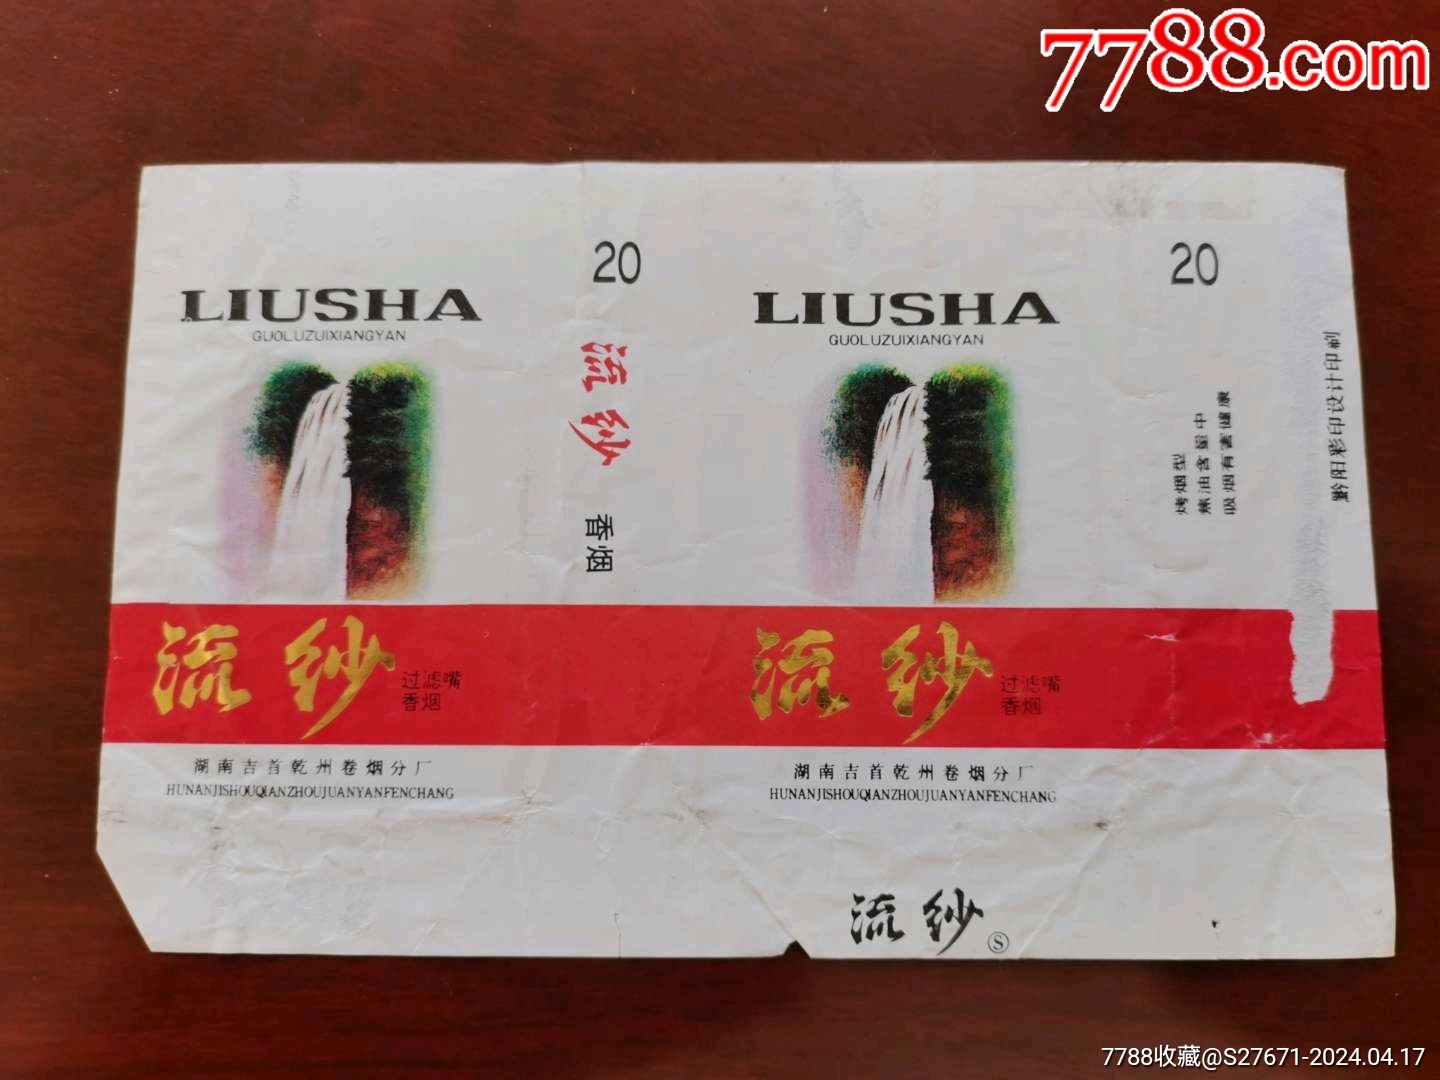 7788.com
20
20
LIUSHA
GUOLUZUIXIANGYAN
流纱
香烟
LIUSHA
GUOLUZUIXIANGYAN
烤烟型
焦油含量中
吸烟有害健康
黔阳彩印设计印刷
流纱
过滤嘴
香烟
流纱
过滤嘴
香烟
湖南吉首乾州卷烟分厂
HUNANJISHOUQIANZHOUJUANYANFENCHANG
湖南吉首乾州卷烟分厂
HUNANJISHOUQIANZHOUJUANYANFENCHANG
流纱Ⓢ
7788收藏@S27671-2024.04.17